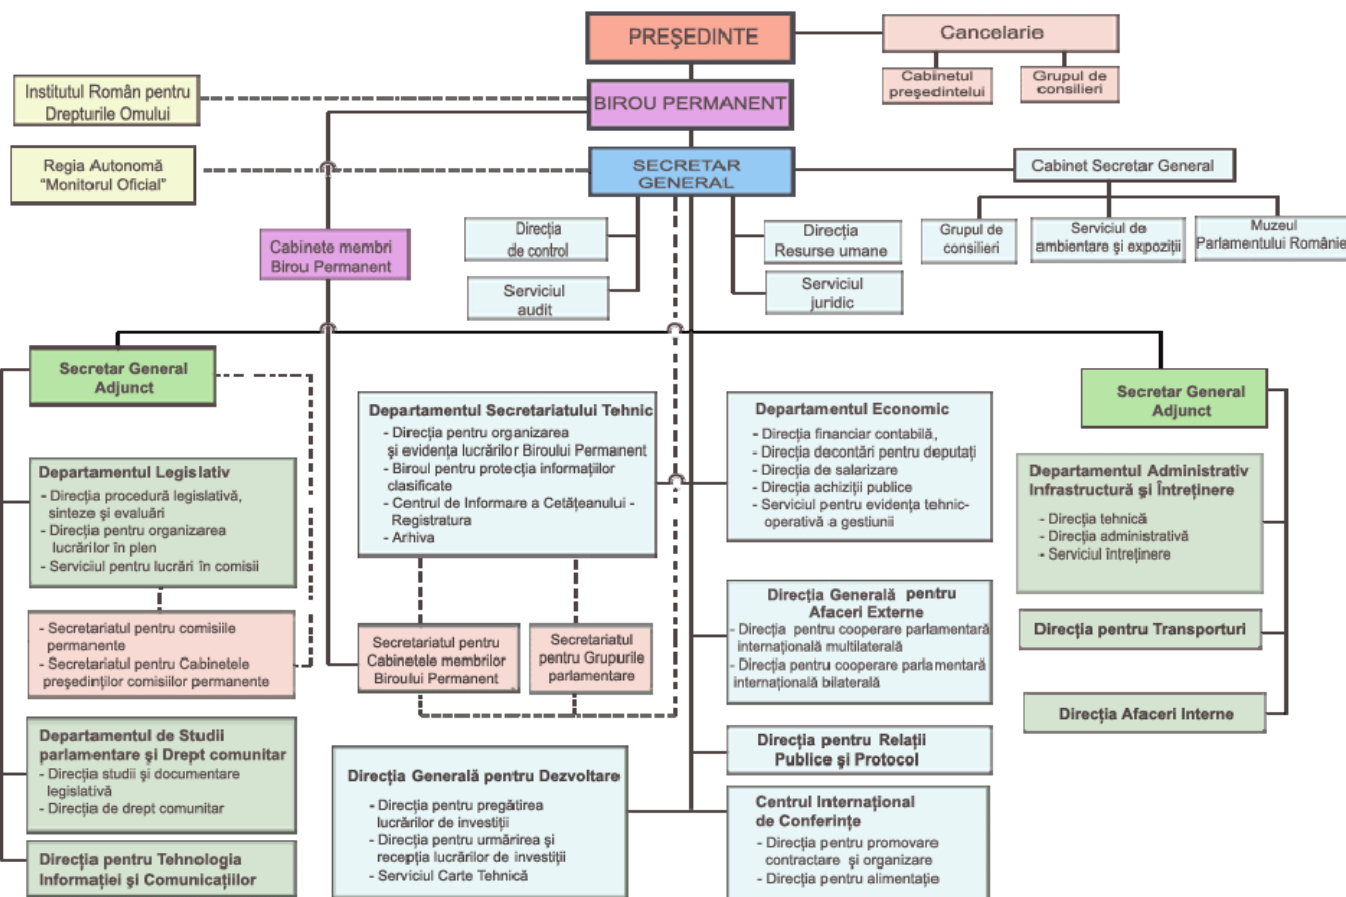 PREŞEDINTE
Cancelarie
Cabinetul
preşedintelui
Grupul de
consilieri
Institutul Român pentru
Drepturile Omului
BIROU PERMANENT
Regia Autonomă
“Monitorul Oficial”
SECRETAR
GENERAL
Cabinet Secretar General
Grupul de
consilieri
Serviciul de
ambientare şi expoziţii
Muzeul
Parlamentului Românie
Direcţia
de control
Direcţia
Resurse umane
Cabinete membri
Birou Permanent
Serviciul
audit
Serviciul
juridic
Secretar General
Adjunct
Secretar General
Adjunct
Departamentul Secretariatului Tehnic
- Direcţia pentru organizarea
şi evidenţa lucrărilor Biroului Permanent
- Biroul pentru protecţia informaţiilor
clasificate
- Centrul de Informare a Cetăţeanului -
Registratura
- Arhiva
Departamentul Economic
- Direcţia financiar contabilă,
- Direcţia decontări pentru deputaţi
- Direcţia de salarizare
- Direcţia achiziţii publice
- Serviciul pentru evidenţa tehnic-
operativă a gestiunii
Departamentul Legislativ
- Direcţia procedură legislativă,
sinteze şi evaluări
- Direcţia pentru organizarea
lucrărilor în plen
- Serviciul pentru lucrări în comisii
Departamentul Administrativ
Infrastructură şi Întreţinere
- Direcţia tehnică
- Direcţia administrativă
- Serviciul întreţinere
- Secretariatul pentru comisiile
permanente
- Secretariatul pentru Cabinetele
preşedinţilor comisiilor permanente
Secretariatul pentru
Cabinetele membrilor
Biroului Permanent
Secretariatul
pentru Grupurile
parlamentare
Direcţia Generală pentru
Afaceri Externe
- Direcţia pentru cooperare parlamentară
internaţională multilaterală
- Direcţia pentru cooperare parlamentară
internaţională bilaterală
Direcţia pentru Transporturi
Direcţia Afaceri Interne
Departamentul de Studii
parlamentare şi Drept comunitar
- Direcţia studii şi documentare
legislativă
- Direcţia de drept comunitar
Direcţia Generală pentru Dezvoltare
- Direcţia pentru pregătirea
lucrărilor de investiţii
- Direcţia pentru urmărirea şi
recepţia lucrărilor de investiţii
- Serviciul Carte Tehnică
Direcţia pentru Relaţii
Publice şi Protocol
Centrul Internaţional
de Conferinţe
- Direcţia pentru promovare
contractare şi organizare
- Direcţia pentru alimentaţie
Direcţia pentru Tehnologia
Informaţiei şi Comunicaţiilor